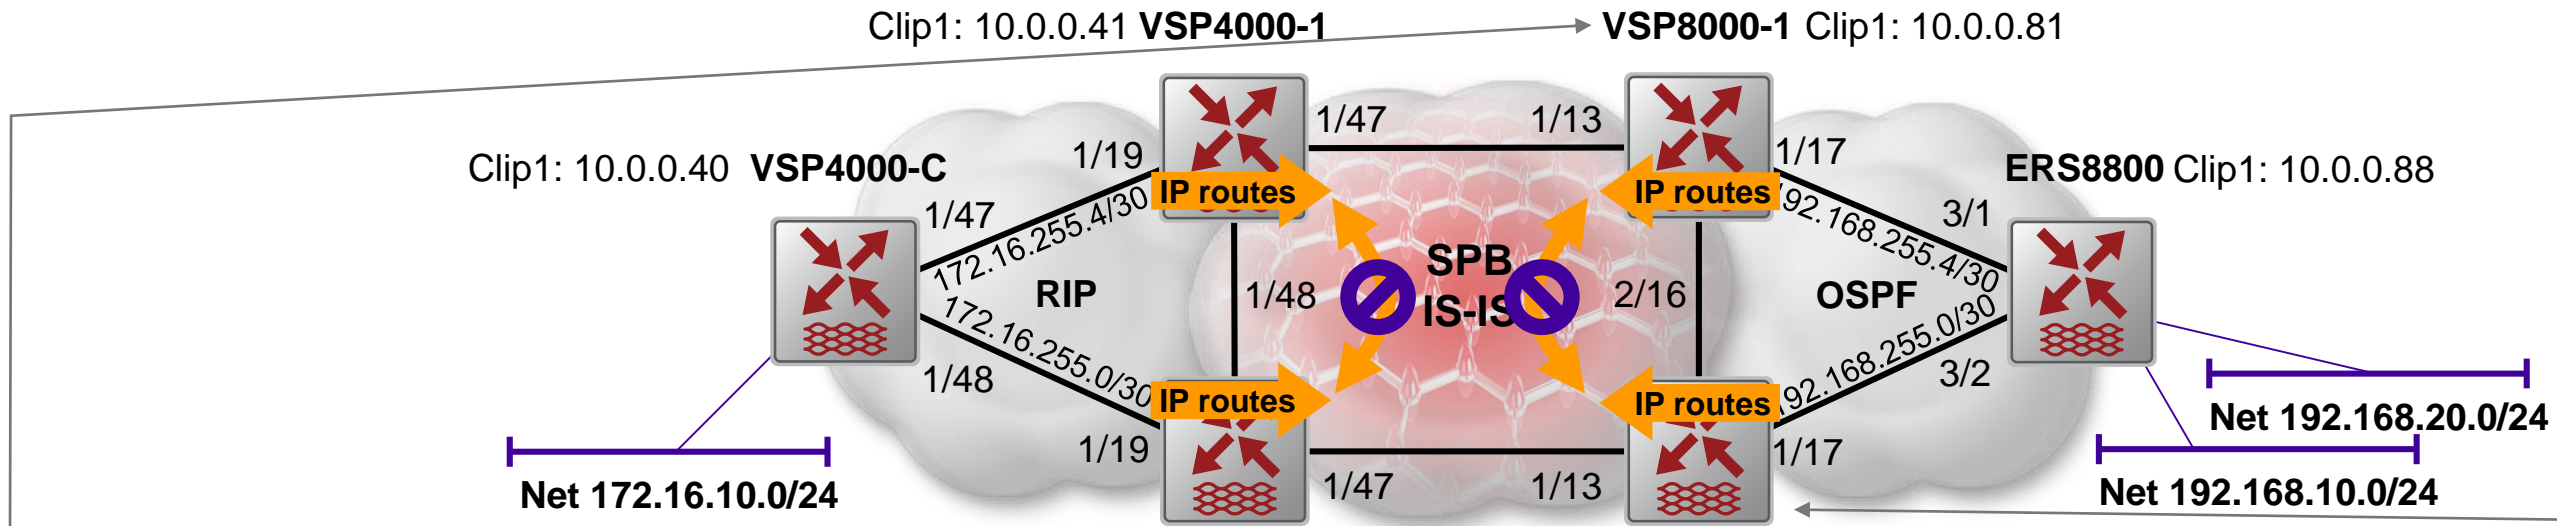 Clip1: 10.0.0.41 VSP4000-1
VSP8000-1 Clip1: 10.0.0.81
1/47
1/13
1/19
1/17
Clip1: 10.0.0.40 VSP4000-C
ERS8800 Clip1: 10.0.0.88
IP routes
IP routes
1/47
172.16.255.4/30
92.168.255.4/30
3/1
SPB
IS-IS
RIP
1/48
2/16
OSPF
172.16.255.0/30
92.168.255.0/30
1/48
3/2
IP routes
IP routes
Net 192.168.20.0/24
1/19
1/17
1/47
1/13
Net 172.16.10.0/24
Net 192.168.10.0/24